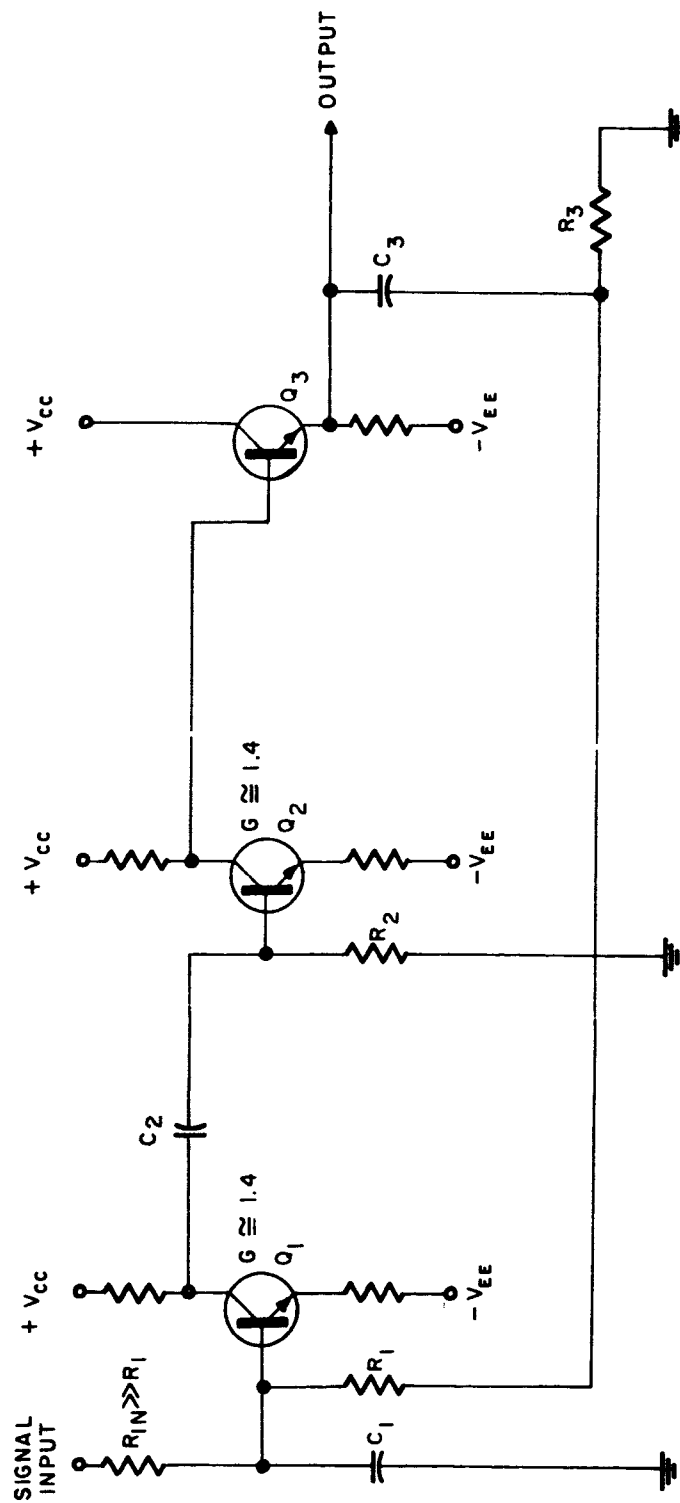 SIGNAL
INPUT
R1N≫R1
C1
R1
+ VCC
G ≅ 1.4
Q1
-VEE
C2
R2
+ VCC
G ≅ 1.4
Q2
-VEE
+ VCC
Q3
-VEE
C3
R3
OUTPUT